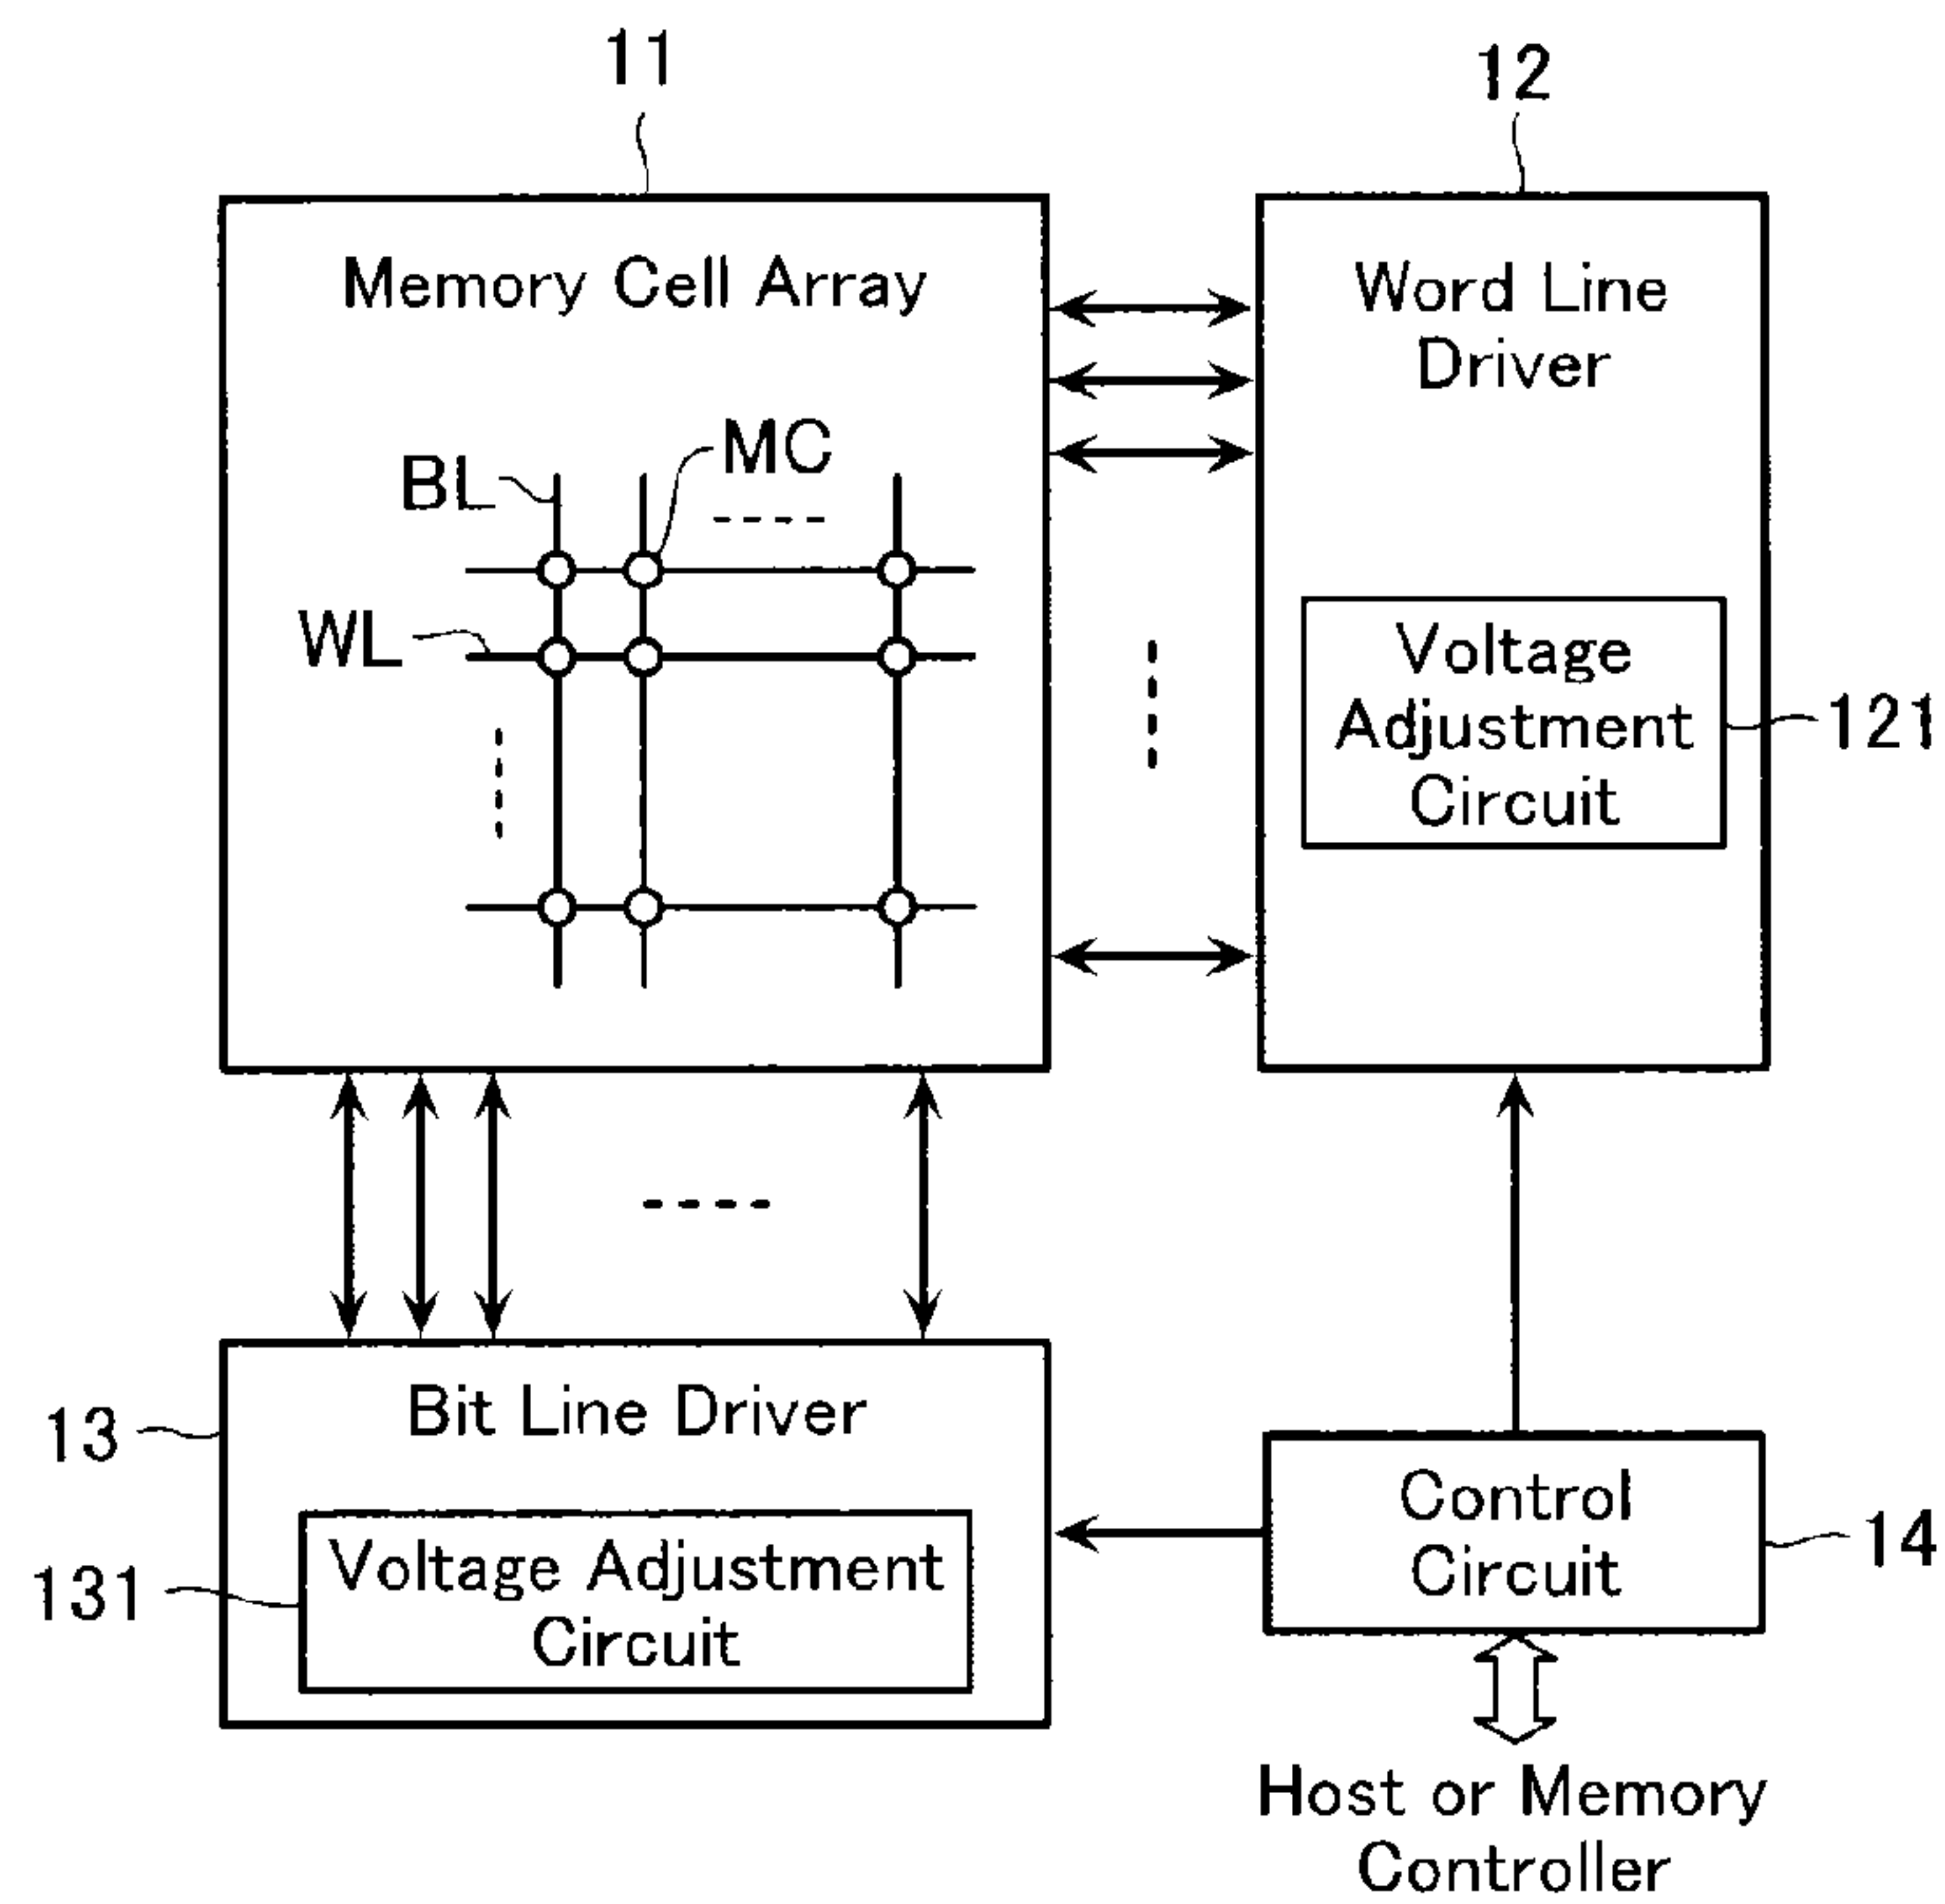 11
12
Memory Cell Array
Word Line
Driver
MC
BL
WL
Voltage
Adjustment
Circuit
121
Bit Line Driver
13
Voltage Adjustment
Circuit
131
Control
Circuit
14
Host or Memory
Controller